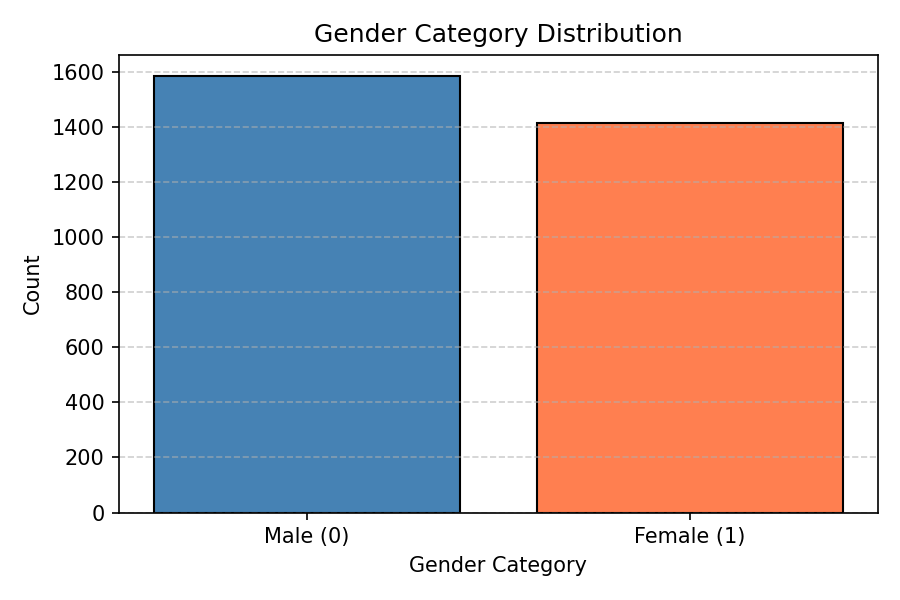 Gender Category Distribution
1600
1400
1200
1000
800
600
400
200
0
Count
Male (0)
Female (1)
Gender Category